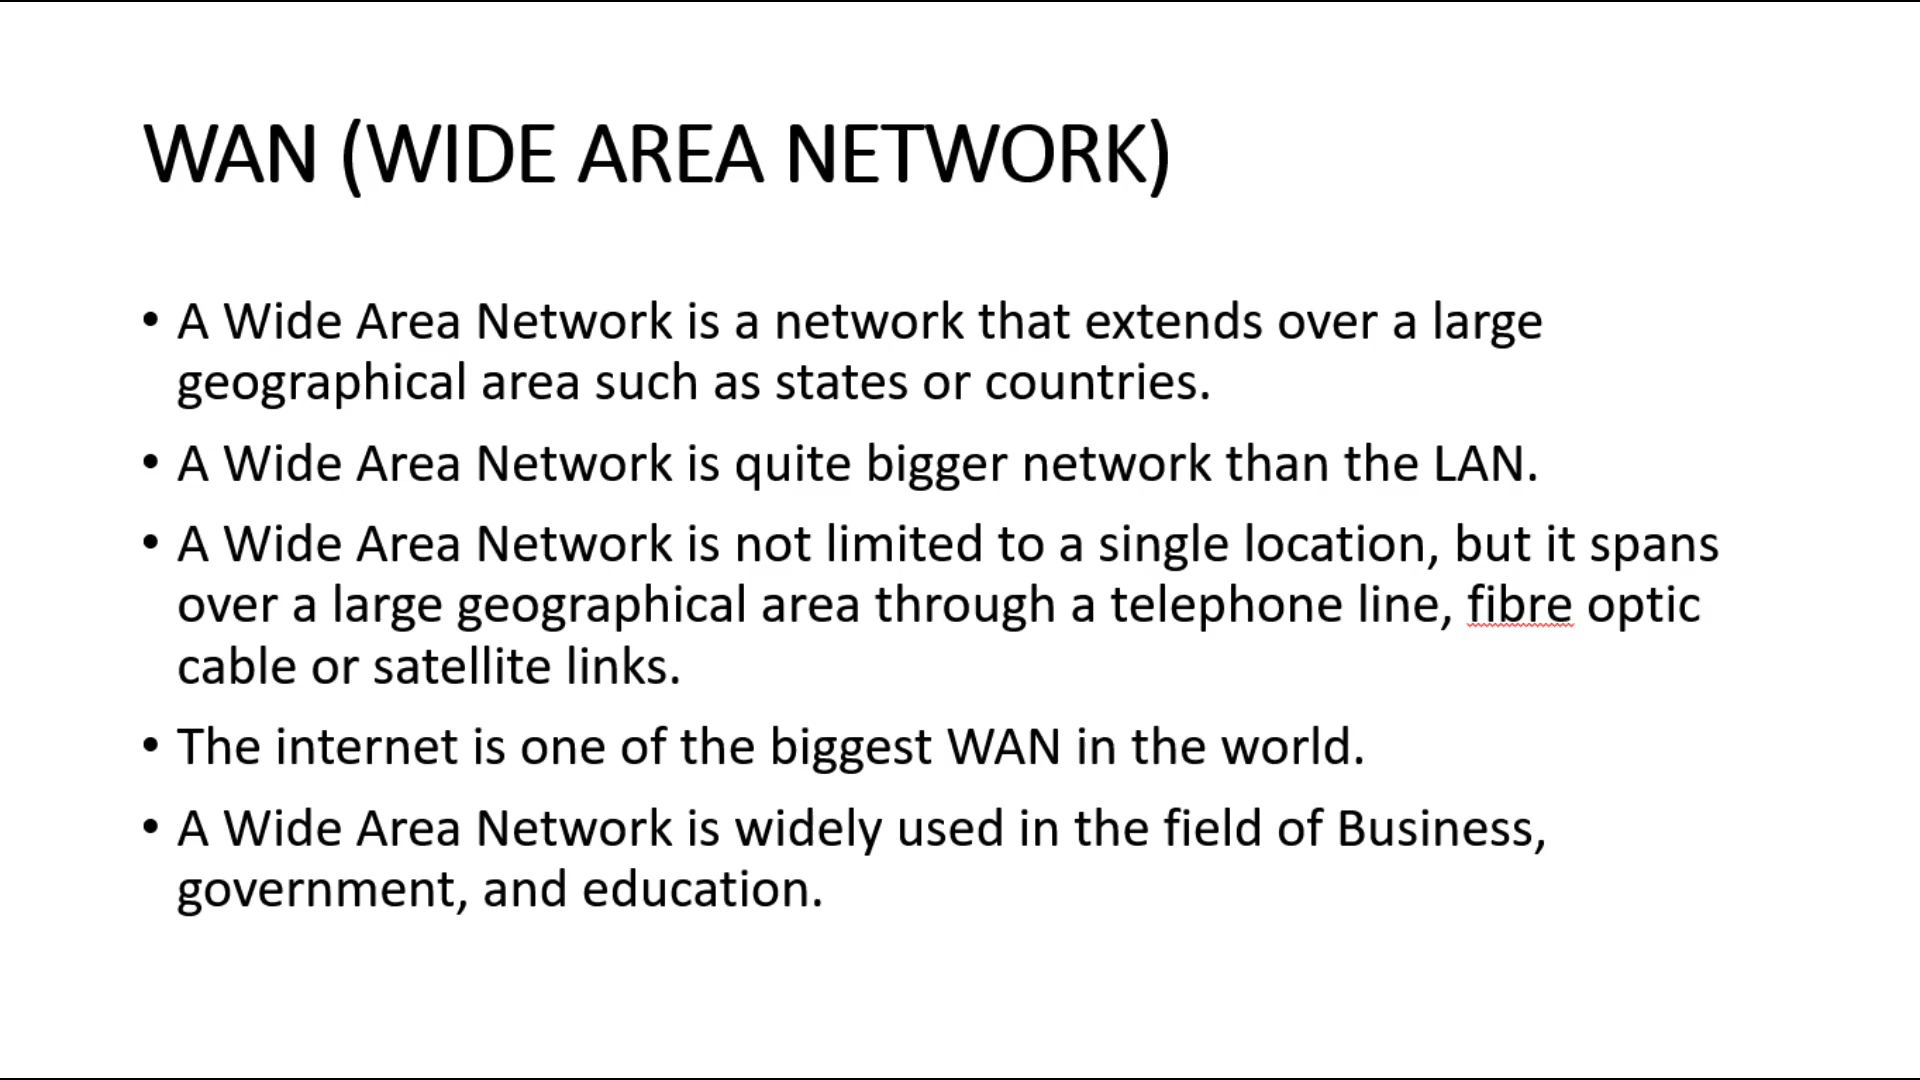 WAN (WIDE AREA NETWORK)
• A Wide Area Network is a network that extends over a large
geographical area such as states or countries.
• A Wide Area Network is quite bigger network than the LAN.
• A Wide Area Network is not limited to a single location, but it spans
over a large geographical area through a telephone line, fibre optic
cable or satellite links.
• The internet is one of the biggest WAN in the world.
• A Wide Area Network is widely used in the field of Business,
government, and education.